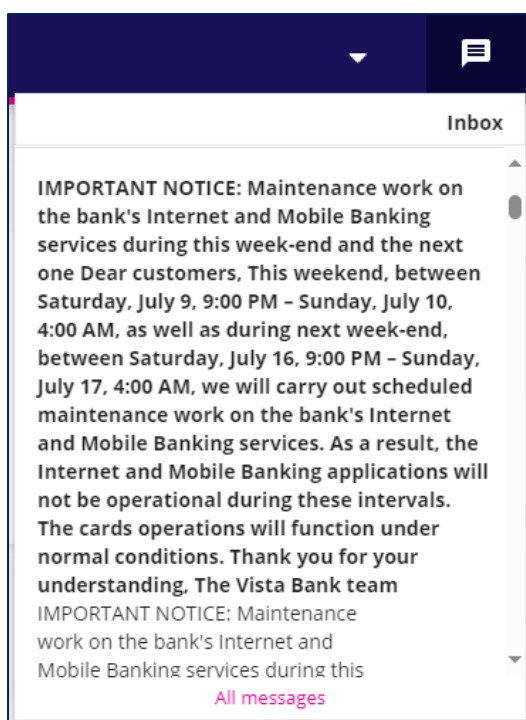 Inbox
IMPORTANT NOTICE: Maintenance work on
the bank's Internet and Mobile Banking
services during this week-end and the next
one Dear customers, This weekend, between
Saturday, July 9, 9:00 PM – Sunday, July 10,
4:00 AM, as well as during next week-end,
between Saturday, July 16, 9:00 PM – Sunday,
July 17, 4:00 AM, we will carry out scheduled
maintenance work on the bank's Internet
and Mobile Banking services. As a result, the
Internet and Mobile Banking applications will
not be operational during these intervals.
The cards operations will function under
normal conditions. Thank you for your
understanding, The Vista Bank team
IMPORTANT NOTICE: Maintenance
work on the bank's Internet and
Mobile Banking services during this
All messages